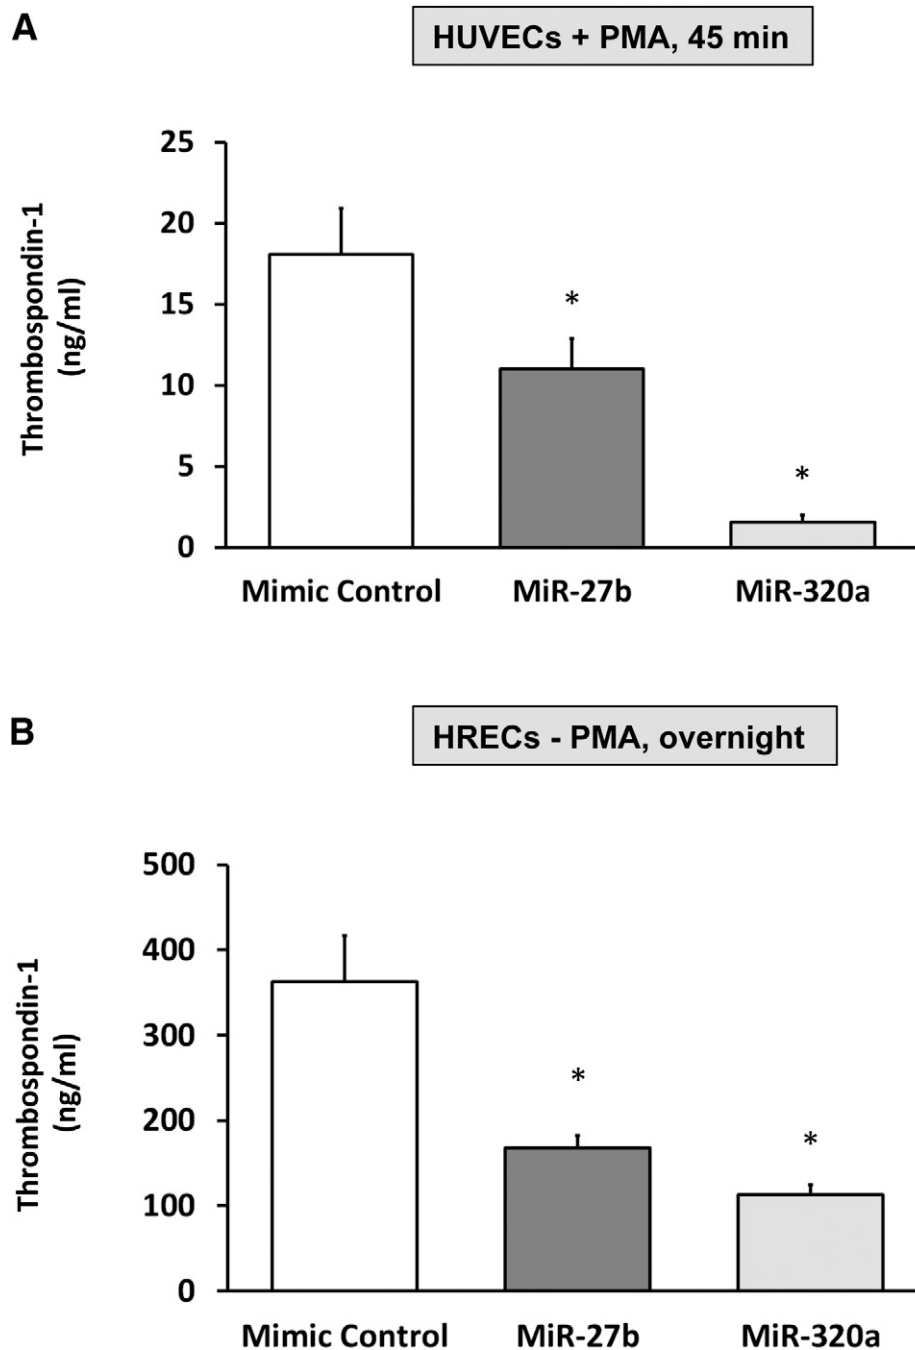 A
HUVECs + PMA, 45 min
Thrombospondin-1
(ng/ml)
25
20
15
10
5
0
*
*
Mimic Control
MiR-27b
MiR-320a
B
HRECs - PMA, overnight
Thrombospondin-1
(ng/ml)
500
400
300
200
100
0
*
*
Mimic Control
MiR-27b
MiR-320a